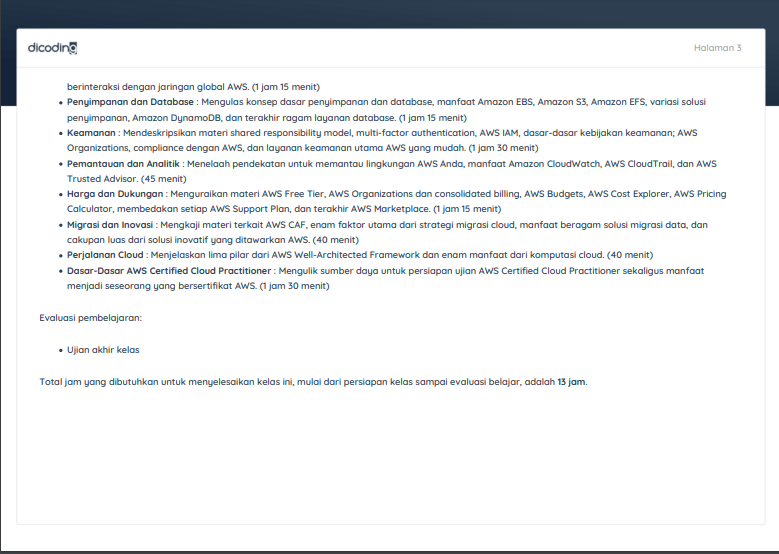 dicoding
Halaman 3
berinteraksi dengan jaringan global AWS. (1 jam 15 menit)
• Penyimpanan dan Database : Mengulas konsep dasar penyimpanan dan database, manfaat Amazon EBS, Amazon S3, Amazon EFS, variasi solusi
penyimpanan, Amazon DynamoDB, dan terakhir ragam layanan database. (1 jam 15 menit)
• Keamanan : Mendeskripsikan materi shared responsibility model, multi-factor authentication, AWS IAM, dasar-dasar kebijakan keamanan; AWS
Organizations, compliance dengan AWS, dan layanan keamanan utama AWS yang mudah. (1 jam 30 menit)
• Pemantauan dan Analitik : Menelaah pendekatan untuk memantau lingkungan AWS Anda, manfaat Amazon CloudWatch, AWS CloudTrail, dan AWS
Trusted Advisor. (45 menit)
• Harga dan Dukungan : Menguraikan materi AWS Free Tier, AWS Organizations dan consolidated billing, AWS Budgets, AWS Cost Explorer, AWS Pricing
Calculator, membedakan setiap AWS Support Plan, dan terakhir AWS Marketplace. (1 jam 15 menit)
• Migrasi dan Inovasi : Mengkaji materi terkait AWS CAF, enam faktor utama dari strategi migrasi cloud, manfaat beragam solusi migrasi data, dan
cakupan luas dari solusi inovatif yang ditawarkan AWS. (40 menit)
• Perjalanan Cloud : Menjelaskan lima pilar dari AWS Well-Architected Framework dan enam manfaat dari komputasi cloud. (40 menit)
• Dasar-Dasar AWS Certified Cloud Practitioner : Mengulik sumber daya untuk persiapan ujian AWS Certified Cloud Practitioner sekaligus manfaat
menjadi seseorang yang bersertifikat AWS. (1 jam 30 menit)
Evaluasi pembelajaran:
• Ujian akhir kelas
Total jam yang dibutuhkan untuk menyelesaikan kelas ini, mulai dari persiapan kelas sampai evaluasi belajar, adalah 13 jam.